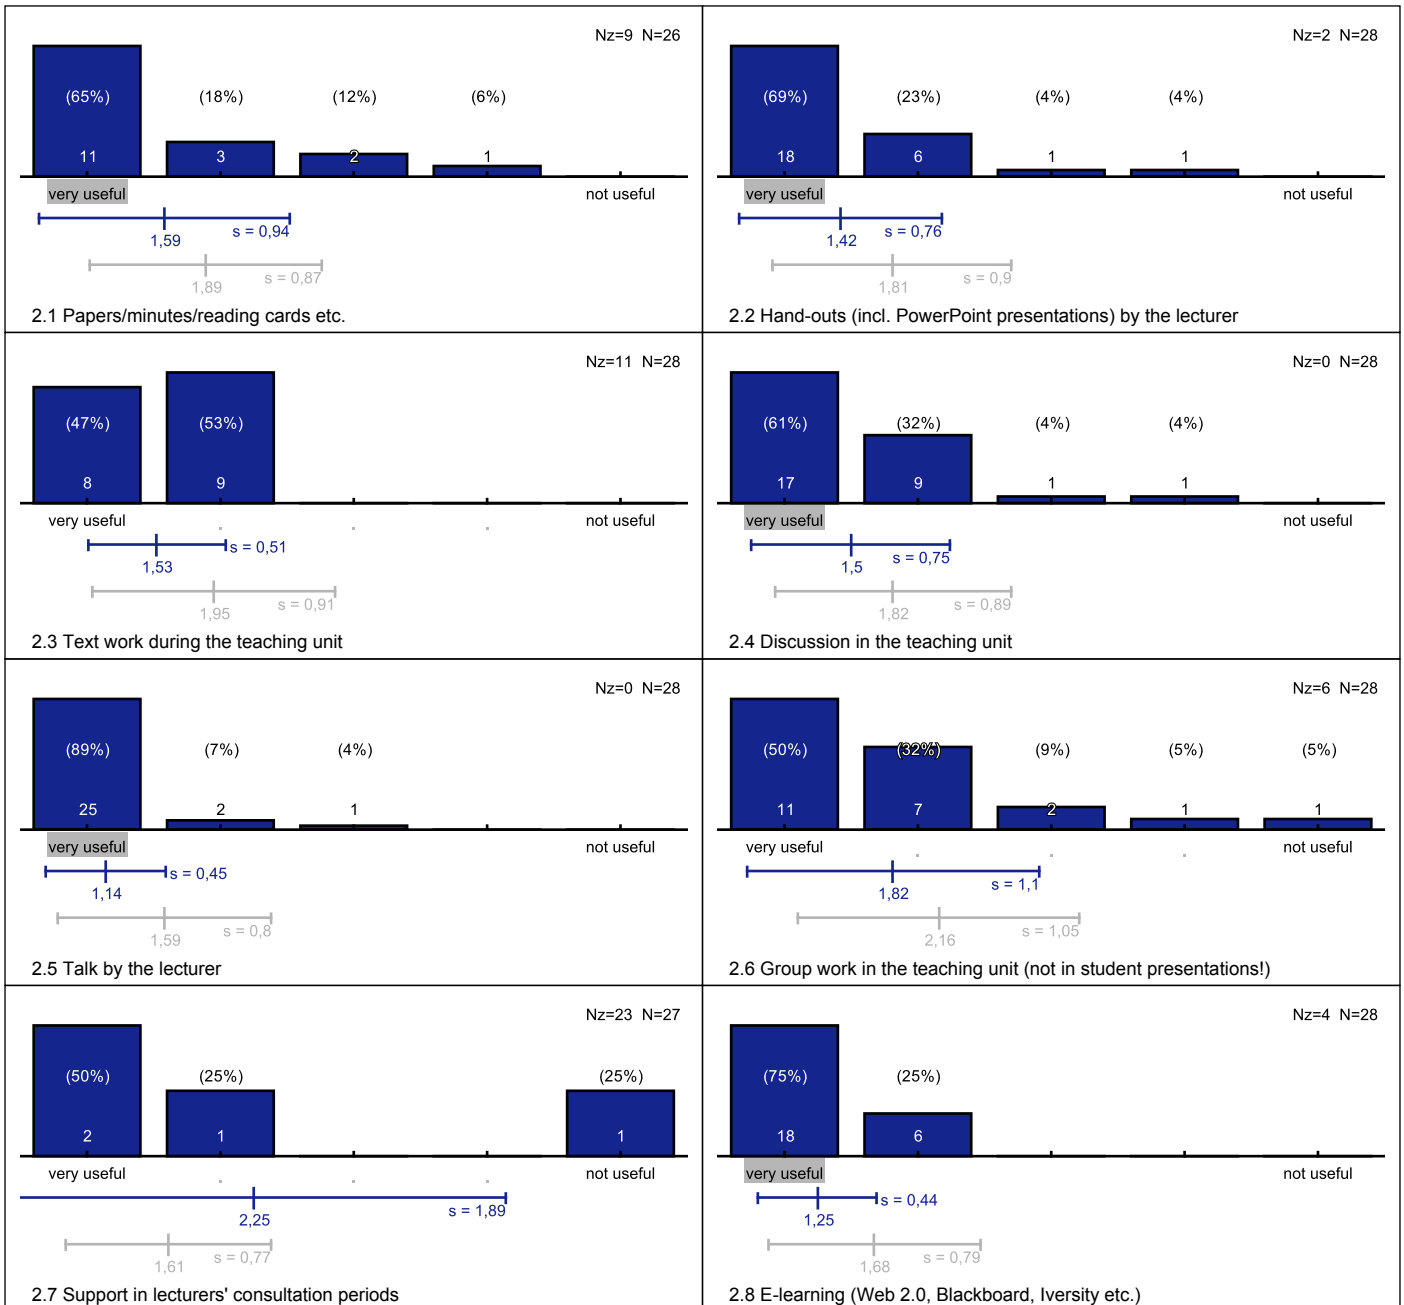 Nz=9 N=26
(65%) (18%) (12%) (6%)
11 3 2 1
very useful not useful
s = 0,94
1,59
s = 0,87
1,89
2.1 Papers/minutes/reading cards etc.
Nz=2 N=28
(69%) (23%) (4%) (4%)
18 6 1 1
very useful not useful
s = 0,76
1,42
s = 0,9
1,81
2.2 Hand-outs (incl. PowerPoint presentations) by the lecturer
Nz=11 N=28
(47%) (53%)
8 9
very useful not useful
s = 0,51
1,53
s = 0,91
1,95
2.3 Text work during the teaching unit
Nz=0 N=28
(61%) (32%) (4%) (4%)
17 9 1 1
very useful not useful
s = 0,75
1,5
s = 0,89
1,82
2.4 Discussion in the teaching unit
Nz=0 N=28
(89%) (7%) (4%)
25 2 1
very useful not useful
s = 0,45
1,14
s = 0,8
1,59
2.5 Talk by the lecturer
Nz=6 N=28
(50%) (32%) (9%) (5%) (5%)
11 7 2 1 1
very useful not useful
s = 1,1
1,82
s = 1,05
2,16
2.6 Group work in the teaching unit (not in student presentations!)
Nz=23 N=27
(50%) (25%) (25%)
2 1 1
very useful not useful
s = 1,89
2,25
s = 0,77
1,61
2.7 Support in lecturers' consultation periods
Nz=4 N=28
(75%) (25%)
18 6
very useful not useful
s = 0,44
1,25
s = 0,79
1,68
2.8 E-learning (Web 2.0, Blackboard, Iversity etc.)